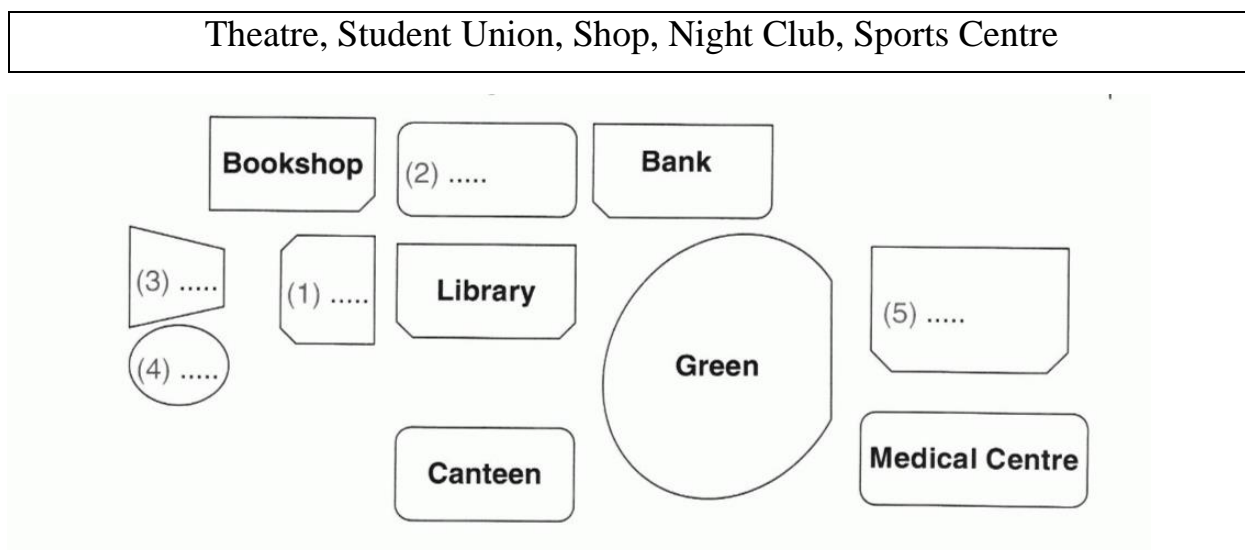 Theatre, Student Union, Shop, Night Club, Sports Centre
Bookshop
(2) .....
Bank
(3) .....
(1) .....
Library
(5) .....
(4) .....
Green
Canteen
Medical Centre